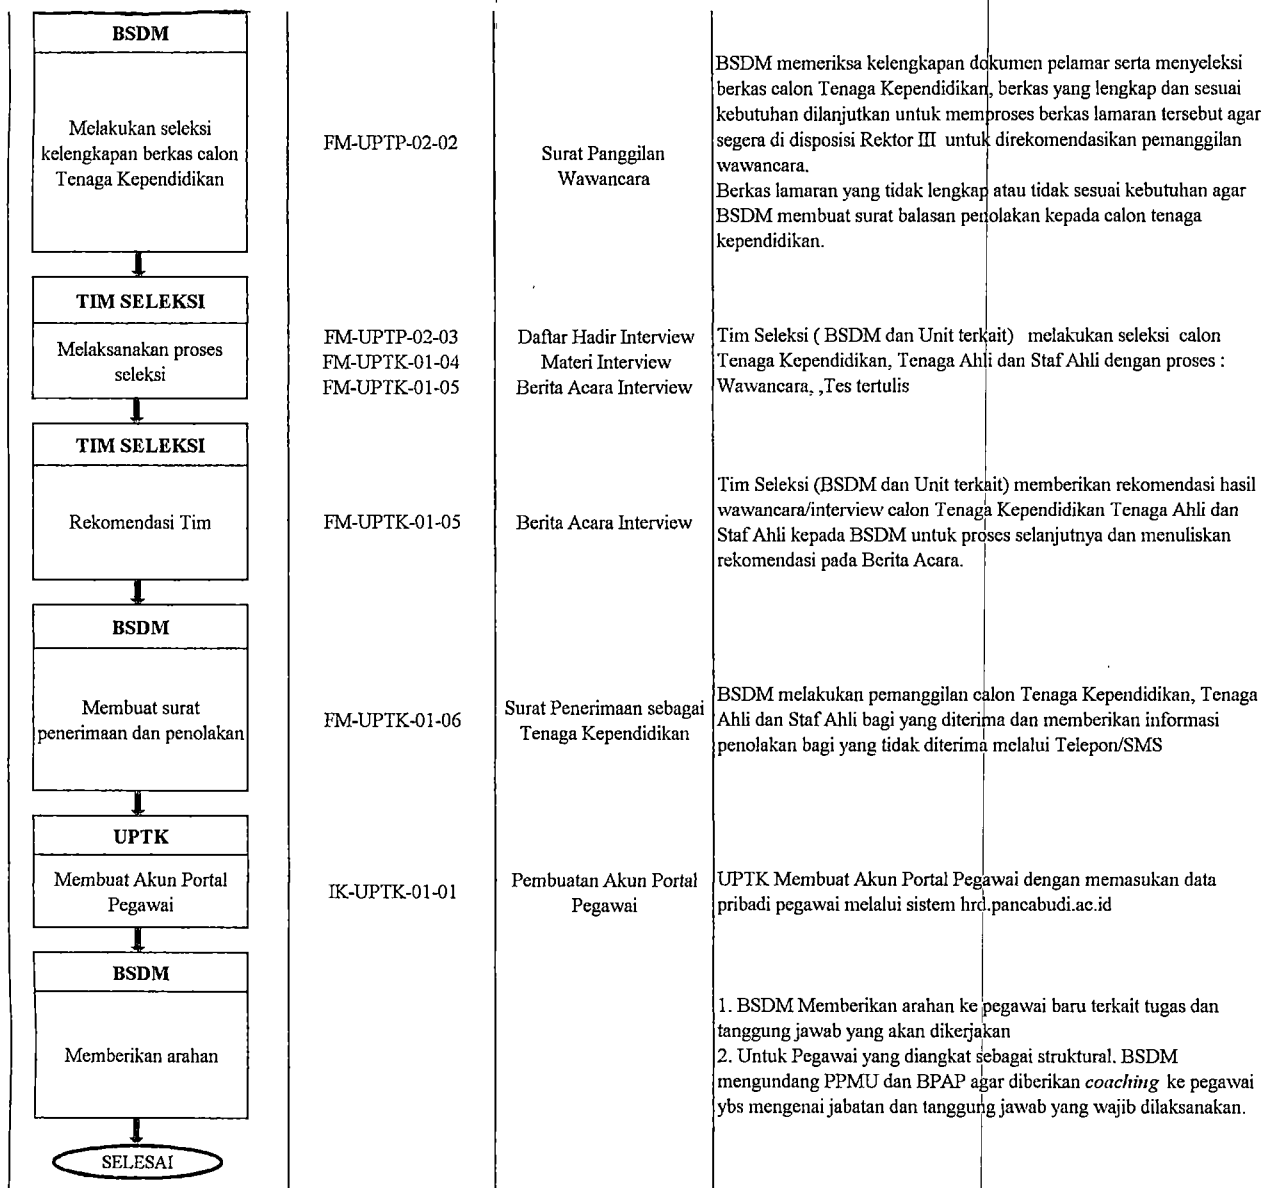 BSDM
Melakukan seleksi
kelengkapan berkas calon
Tenaga Kependidikan
FM-UPTP-02-02
Surat Panggilan
Wawancara
BSDM memeriksa kelengkapan dokumen pelamar serta menyeleksi
berkas calon Tenaga Kependidikan, berkas yang lengkap dan sesuai
kebutuhan dilanjutkan untuk memproses berkas lamaran tersebut agar
segera di disposisi Rektor III untuk direkomendasikan pemanggilan
wawancara.
Berkas lamaran yang tidak lengkap atau tidak sesuai kebutuhan agar
BSDM membuat surat balasan penolakan kepada calon tenaga
kependidikan.
TIM SELEKSI
Melaksanakan proses
seleksi
FM-UPTP-02-03
FM-UPTK-01-04
FM-UPTK-01-05
Daftar Hadir Interview
Materi Interview
Berita Acara Interview
Tim Seleksi ( BSDM dan Unit terkait) melakukan seleksi calon
Tenaga Kependidikan, Tenaga Ahli dan Staf Ahli dengan proses :
Wawancara, ,Tes tertulis
TIM SELEKSI
Rekomendasi Tim
FM-UPTK-01-05
Berita Acara Interview
Tim Seleksi (BSDM dan Unit terkait) memberikan rekomendasi hasil
wawancara/interview calon Tenaga Kependidikan Tenaga Ahli dan
Staf Ahli kepada BSDM untuk proses selanjutnya dan menuliskan
rekomendasi pada Berita Acara.
BSDM
Membuat surat
penerimaan dan penolakan
FM-UPTK-01-06
Surat Penerimaan sebagai
Tenaga Kependidikan
BSDM melakukan pemanggilan calon Tenaga Kependidikan, Tenaga
Ahli dan Staf Ahli bagi yang diterima dan memberikan informasi
penolakan bagi yang tidak diterima melalui Telepon/SMS
UPTK
Membuat Akun Portal
Pegawai
IK-UPTK-01-01
Pembuatan Akun Portal
Pegawai
UPTK Membuat Akun Portal Pegawai dengan memasukan data
pribadi pegawai melalui sistem hrd.pancabudi.ac.id
BSDM
Memberikan arahan
1. BSDM Memberikan arahan ke pegawai baru terkait tugas dan
tanggung jawab yang akan dikerjakan
2. Untuk Pegawai yang diangkat sebagai struktural. BSDM
mengundang PPMU dan BPAP agar diberikan coaching ke pegawai
ybs mengenai jabatan dan tanggung jawab yang wajib dilaksanakan.
SELESAI